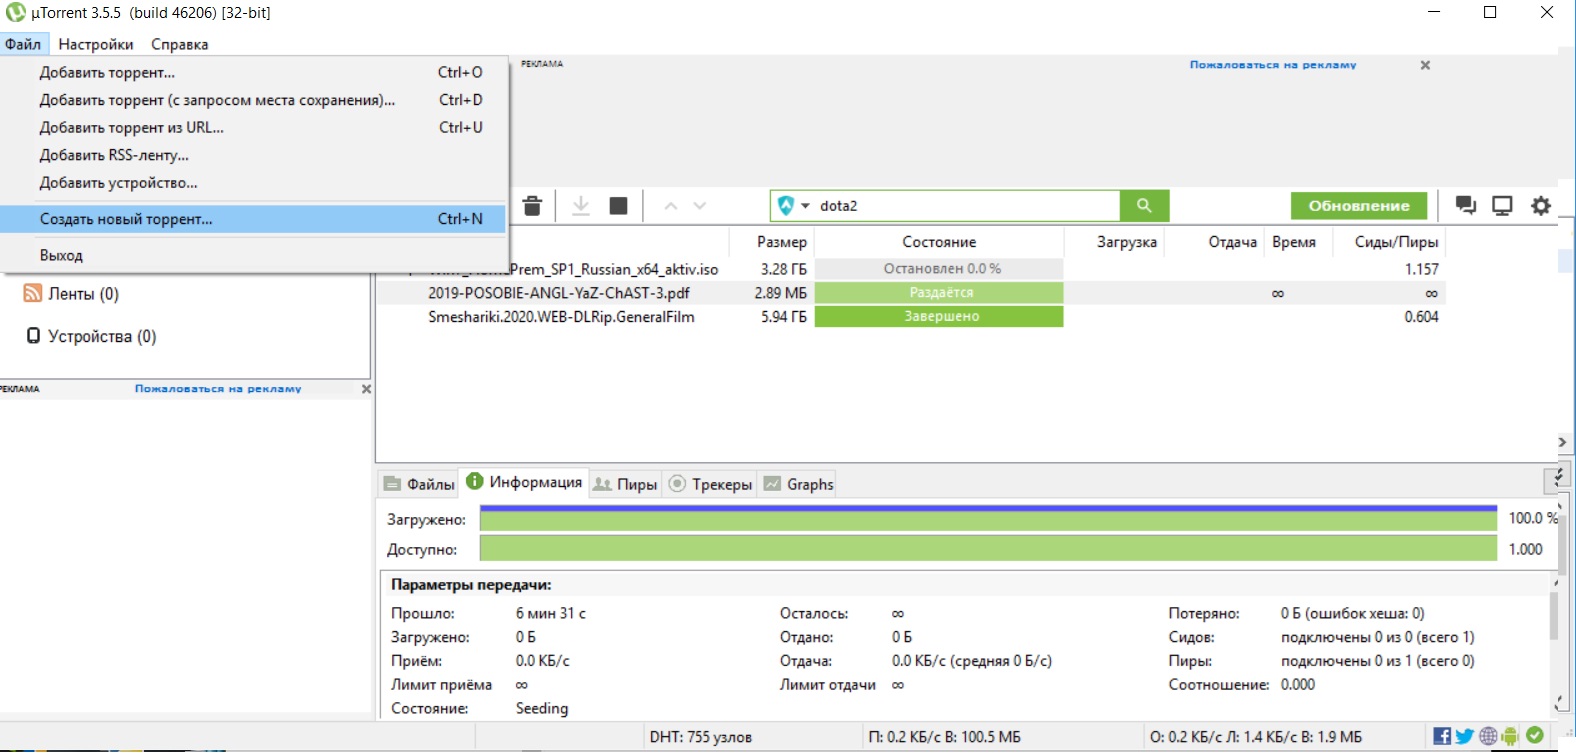 µTorrent 3.5.5 (build 46206) [32-bit]
Файл Настройки Справка
Добавить торрент... Ctrl+O
Добавить торрент (с запросом места сохранения)... Ctrl+D
Добавить торрент из URL... Ctrl+U
Добавить RSS-ленту...
Добавить устройство...
Создать новый торрент... Ctrl+N
Выход
РЕКЛАМА Пожаловаться на рекламу
dota2 Обновление
Размер Состояние Загрузка Отдача Время Сиды/Пиры
Prem_SP1_Russian_x64_aktiv.iso 3.28 ГБ Остановлен 0.0 % 1.157
2019-POSOBIE-ANGL-YaZ-ChAST-3.pdf 2.89 МБ Раздаётся ∞ ∞
Smeshariki.2020.WEB-DLRip.GeneralFilm 5.94 ГБ Завершено 0.604
Ленты (0)
Устройства (0)
РЕКЛАМА Пожаловаться на рекламу
Файлы Информация Пиры Трекеры Graphs
Загружено: 100.0 %
Доступно: 1.000
Параметры передачи:
Прошло: 6 мин 31 с Осталось: ∞ Потеряно: 0 Б (ошибок хеша: 0)
Загружено: 0 Б Отдано: 0 Б Сидов: подключены 0 из 0 (всего 1)
Приём: 0.0 КБ/с Отдача: 0.0 КБ/с (средняя 0 Б/с) Пиры: подключены 0 из 1 (всего 0)
Лимит приёма ∞ Лимит отдачи ∞ Соотношение: 0.000
Состояние: Seeding
DHT: 755 узлов П: 0.2 КБ/с В: 100.5 МБ О: 0.2 КБ/с Л: 1.4 КБ/с В: 1.9 МБ